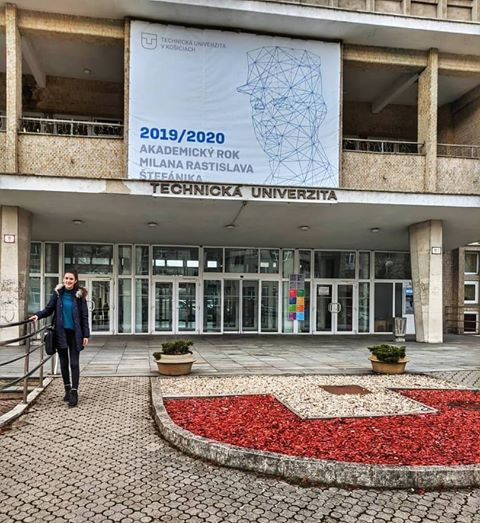 TECHNICKÁ UNIVERZITA
V KOŠICIACH
2019/2020
AKADEMICKÝ ROK
MILANA RASTISLAVA
ŠTEFÁNIKA
TECHNICKÁ UNIVERZITA